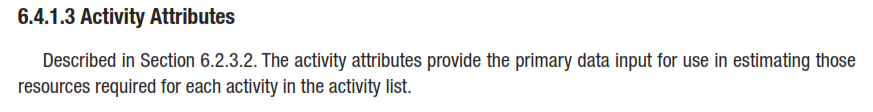 6.4.1.3 Activity Attributes
Described in Section 6.2.3.2. The activity attributes provide the primary data input for use in estimating those
resources required for each activity in the activity list.